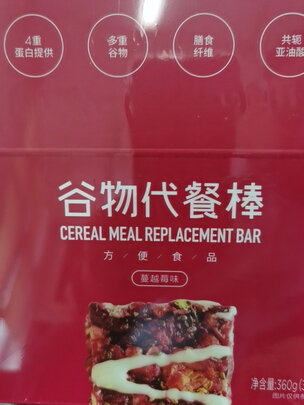 4重
蛋白提供
多重
谷物
膳食
纤维
共轭
亚油酸
谷物代餐棒
CEREAL MEAL REPLACEMENT BAR
方/便/食/品
蔓越莓味
净含量:360g(3
图片仅供